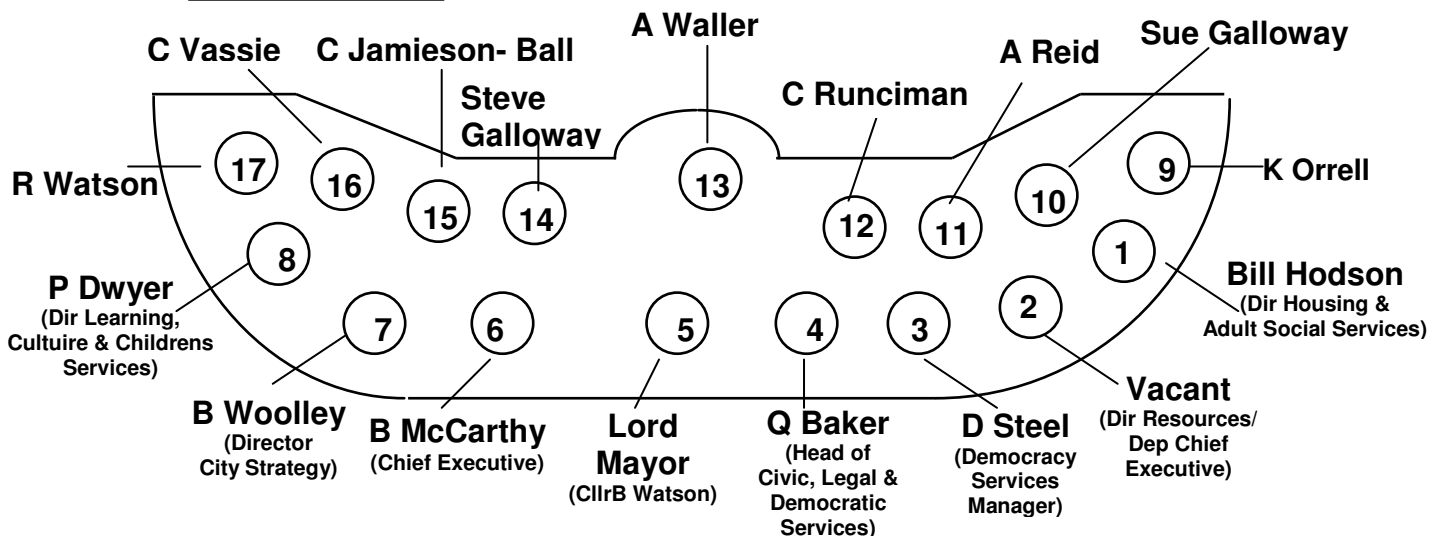 A Waller
Sue Galloway
C Vassie
C Jamieson- Ball
A Reid
Steve
Galloway
C Runciman
17
16
15
14
13
12
11
10
9
R Watson
K Orrell
8
1
P Dwyer
(Dir Learning,
Cultuire & Childrens
Services)
Bill Hodson
(Dir Housing &
Adult Social Services)
7
6
5
4
3
2
B Woolley
(Director
City Strategy)
B McCarthy
(Chief Executive)
Lord
Mayor
(CllrB Watson)
Q Baker
(Head of
Civic, Legal &
Democratic
Services)
D Steel
(Democracy
Services
Manager)
Vacant
(Dir Resources/
Dep Chief
Executive)